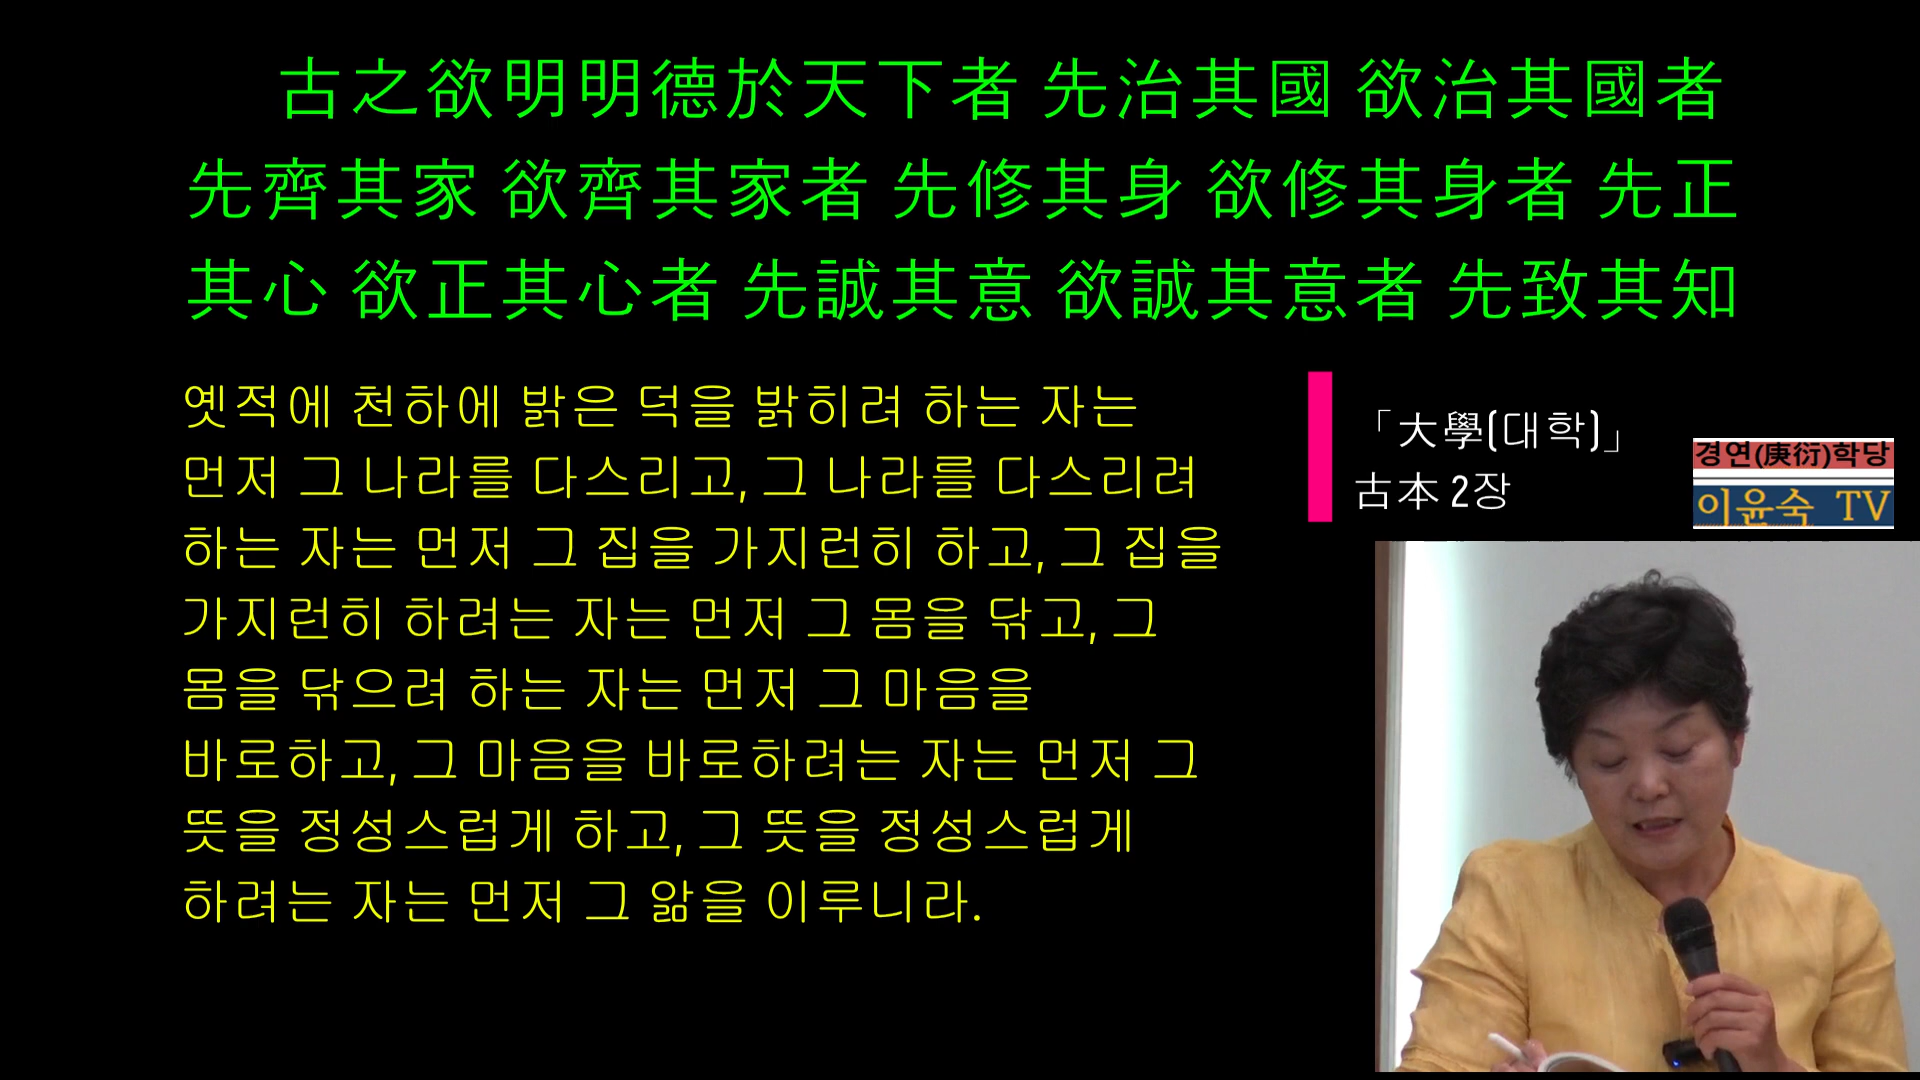 古之欲明明德於天下者 先治其國 欲治其國者
先齊其家 欲齊其家者 先修其身 欲修其身者 先正
其心 欲正其心者 先誠其意 欲誠其意者 先致其知
옛적에 천하에 밝은 덕을 밝히려 하는 자는
먼저 그 나라를 다스리고, 그 나라를 다스리려
하는 자는 먼저 그 집을 가지런히 하고, 그 집을
가지런히 하려는 자는 먼저 그 몸을 닦고, 그
몸을 닦으려 하는 자는 먼저 그 마음을
바로하고, 그 마음을 바로하려는 자는 먼저 그
뜻을 정성스럽게 하고, 그 뜻을 정성스럽게
하려는 자는 먼저 그 앎을 이루니라.
「大學(대학)」
古本 2장
경연(庚衍)학당
이윤숙 TV